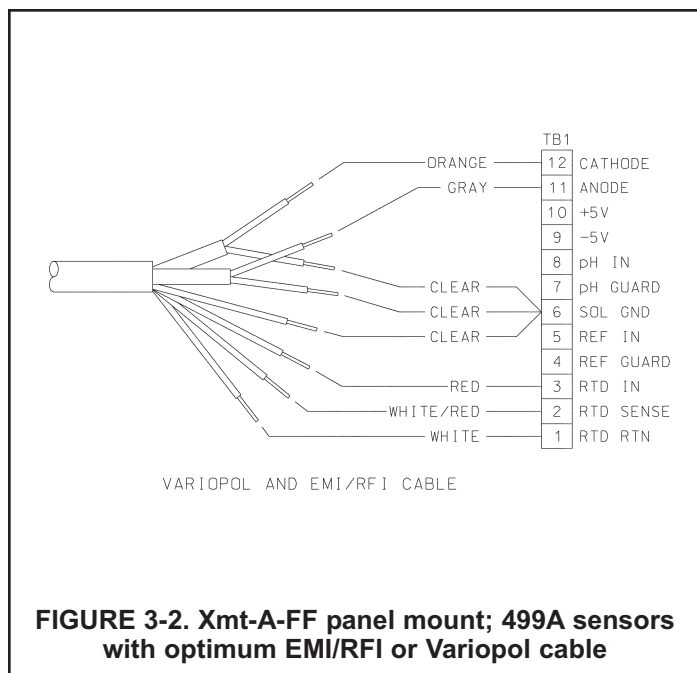 TB1
ORANGE 12 CATHODE
GRAY 11 ANODE
10 +5V
9 -5V
8 pH IN
CLEAR 7 pH GUARD
CLEAR 6 SOL GND
CLEAR 5 REF IN
4 REF GUARD
RED 3 RTD IN
WHITE/RED 2 RTD SENSE
WHITE 1 RTD RTN
VARIOPOL AND EMI/RFI CABLE
FIGURE 3-2. Xmt-A-FF panel mount; 499A sensors
with optimum EMI/RFI or Variopol cable